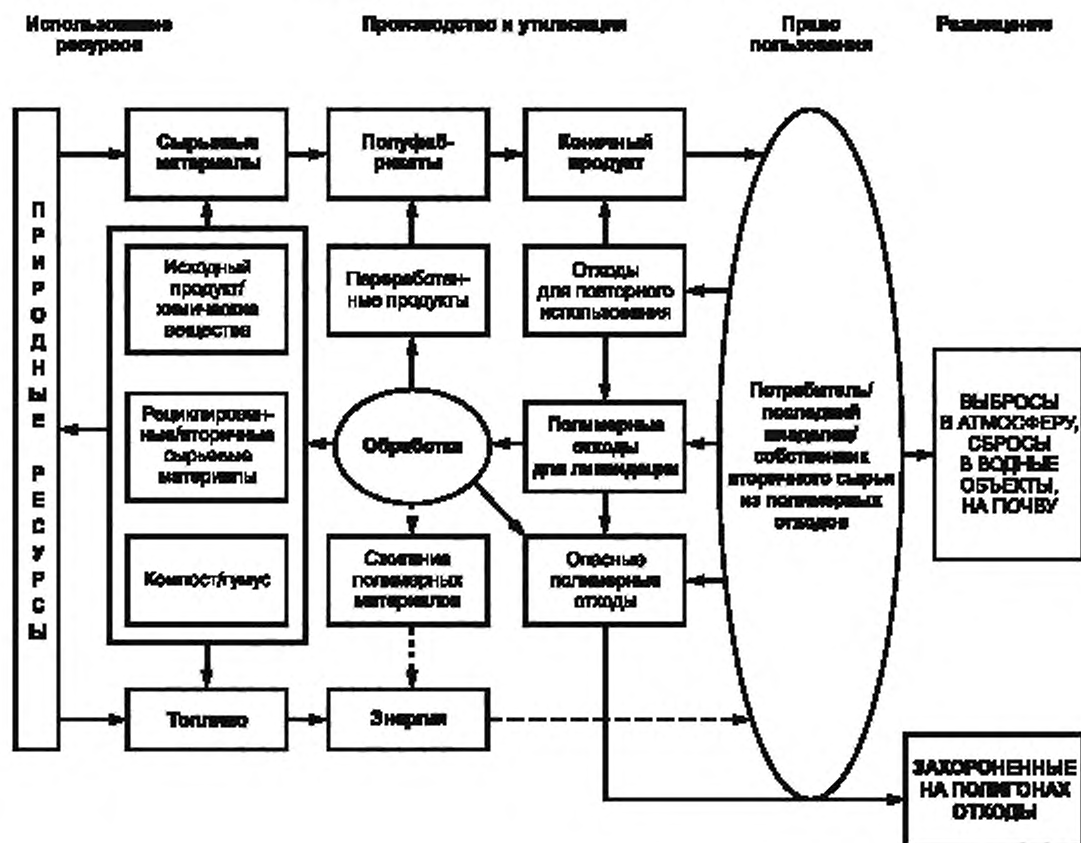 Использование
ресурсов
Производство и утилизация
Право
пользования
Размещение
ПРИРОДНЫЕ РЕСУРСЫ
Сырьевые
материалы
Полуфаб-
рикаты
Конечный
продукт
Исходный
продукт/
химические
вещества
Переработан-
ные продукты
Отходы
для повторного
использования
Рециклирован-
ные/вторичные
сырьевые
материалы
Обработка
Полимерные
отходы
для ликвидации
Потребитель/
последний
владелец/
собственник
вторичного сырья
из полимерных
отходов
ВЫБРОСЫ
В АТМОСФЕРУ,
СБРОСЫ
В ВОДНЫЕ
ОБЪЕКТЫ,
НА ПОЧВУ
Компост/гумус
Сжигание
полимерных
материалов
Опасные
полимерные
отходы
Топливо
Энергия
ЗАХОРОНЕННЫЕ
НА ПОЛИГОНАХ
ОТХОДЫ